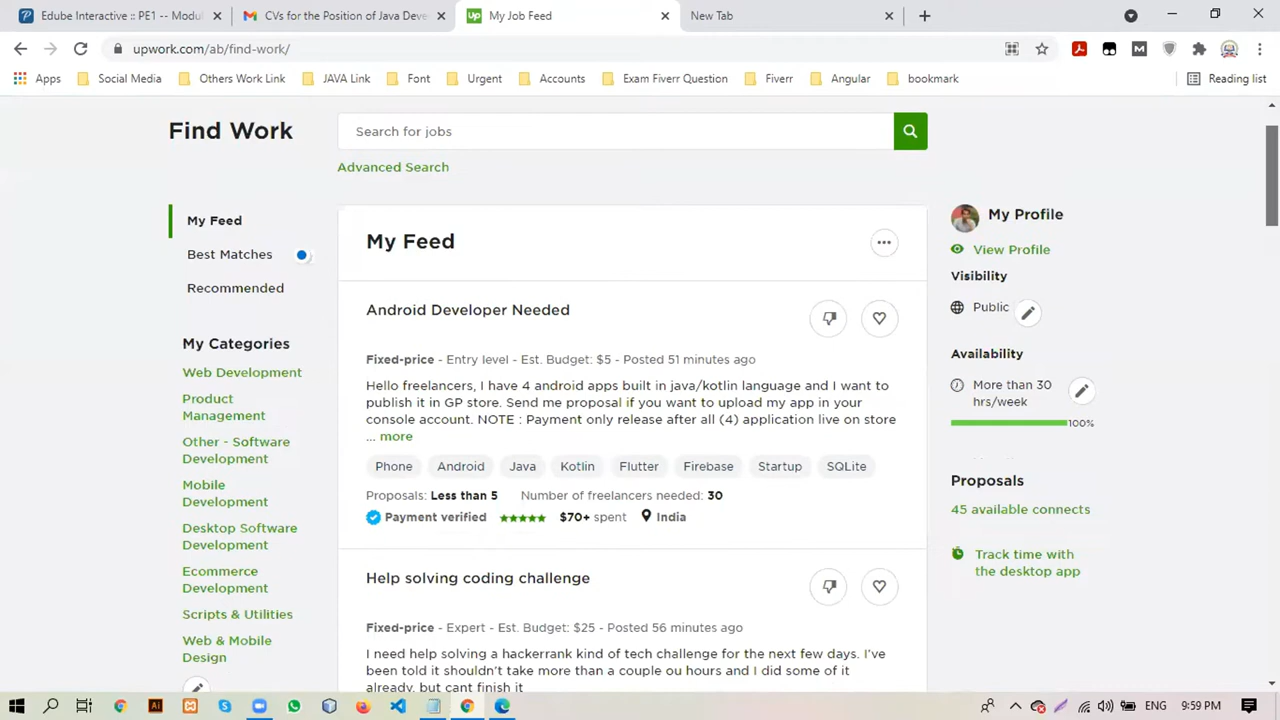 Edube Interactive :: PE1 -- Modul
CVs for the Position of Java Deve
My Job Feed
New Tab
upwork.com/ab/find-work/
Apps
Social Media
Others Work Link
JAVA Link
Font
Urgent
Accounts
Exam Fiverr Question
Fiverr
Angular
bookmark
Reading list
Find Work
Search for jobs
Advanced Search
My Feed
Best Matches
Recommended
My Categories
Web Development
Product
Management
Other - Software
Development
Mobile
Development
Desktop Software
Development
Ecommerce
Development
Scripts & Utilities
Web & Mobile
Design
My Feed
Android Developer Needed
Fixed-price - Entry level - Est. Budget: $5 - Posted 51 minutes ago
Hello freelancers, I have 4 android apps built in java/kotlin language and I want to
publish it in GP store. Send me proposal if you want to upload my app in your
console account. NOTE : Payment only release after all (4) application live on store
... more
Phone Android Java Kotlin Flutter Firebase Startup SQLite
Proposals: Less than 5 Number of freelancers needed: 30
Payment verified $70+ spent India
Help solving coding challenge
Fixed-price - Expert - Est. Budget: $25 - Posted 56 minutes ago
I need help solving a hackerrank kind of tech challenge for the next few days. I've
been told it shouldn't take more than a couple ou hours and I did some of it
already, but cant finish it
My Profile
View Profile
Visibility
Public
Availability
More than 30
hrs/week
100%
Proposals
45 available connects
Track time with
the desktop app
ENG 9:59 PM